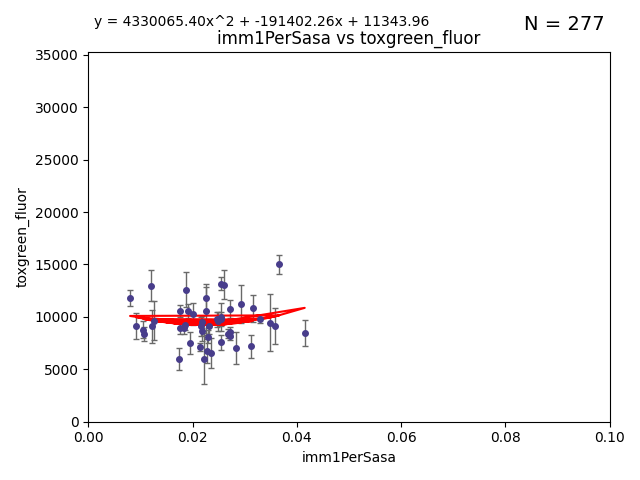 y = 4330065.40x^2 + -191402.26x + 11343.96
N = 277
imm1PerSasa vs toxgreen_fluor
35000
30000
25000
20000
15000
10000
5000
0
toxgreen_fluor
0.00 0.02 0.04 0.06 0.08 0.10
imm1PerSasa